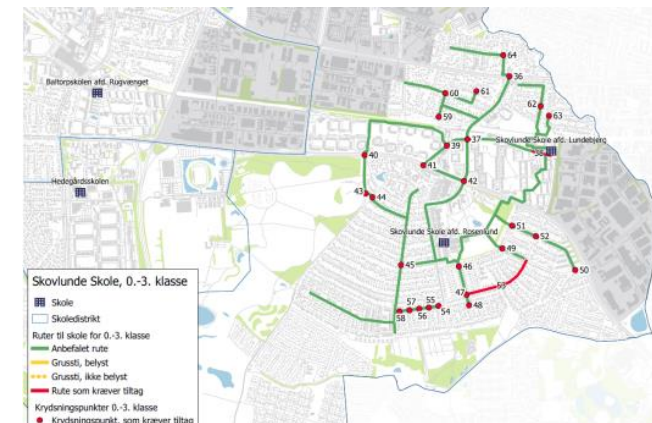 64
36
60
61
62
63
59
Baltorpskolen afd. Rugvænget
37
39
Skovlunde Skole afd. Lundebjerg
38
40
41
Hedegårdsskolen
42
43
44
51
52
Skovlunde Skole afd. Rosenlund
49
45
46
50
53
47
48
57
55
54
58
56
Skovlunde Skole, 0.-3. klasse
Skole
Skoledistrikt
Ruter til skole for 0.-3. klasse
Anbefalet rute
Grussti, belyst
Grussti, ikke belyst
Rute som kræver tiltag
Krydsningspunkter 0.-3. klasse
Krydsningspunkt, som kræver tiltag